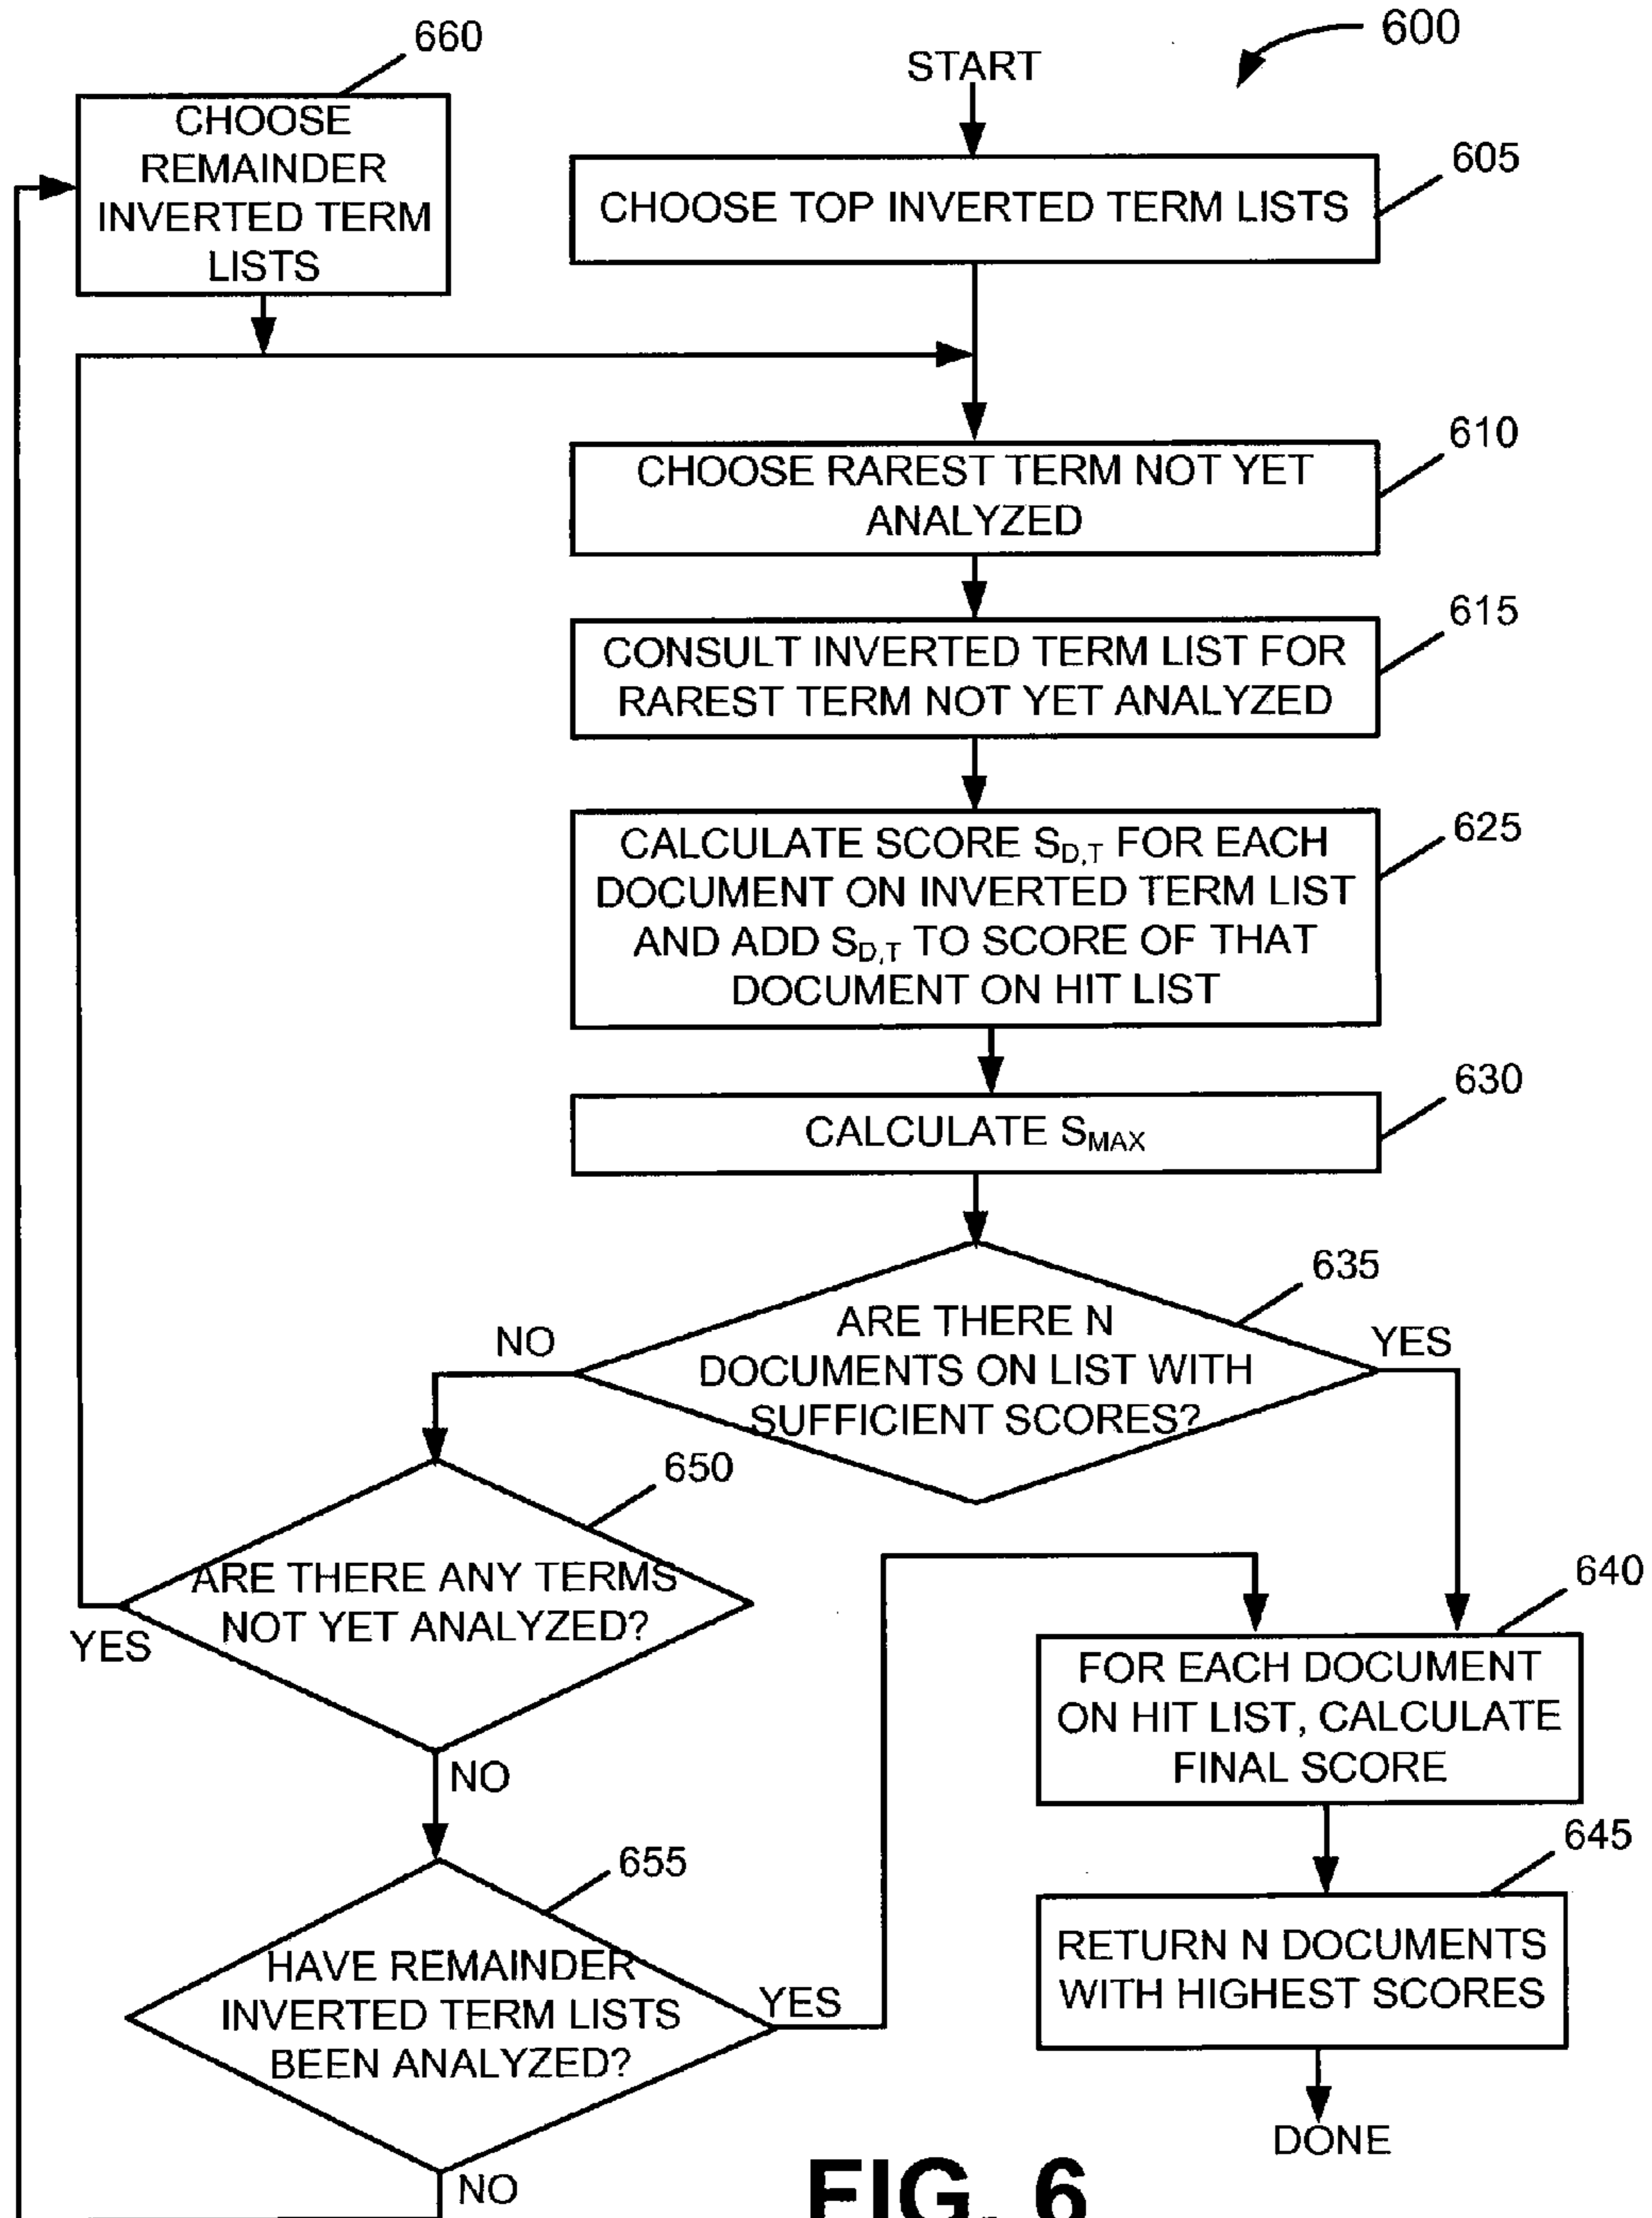 600
START
660
CHOOSE
REMAINDER
INVERTED TERM
LISTS
605
CHOOSE TOP INVERTED TERM LISTS
610
CHOOSE RAREST TERM NOT YET
ANALYZED
615
CONSULT INVERTED TERM LIST FOR
RAREST TERM NOT YET ANALYZED
625
CALCULATE SCORE S_D,T FOR EACH
DOCUMENT ON INVERTED TERM LIST
AND ADD S_D,T TO SCORE OF THAT
DOCUMENT ON HIT LIST
630
CALCULATE S_MAX
635
ARE THERE N
DOCUMENTS ON LIST WITH
SUFFICIENT SCORES?
NO
YES
650
ARE THERE ANY TERMS
NOT YET ANALYZED?
YES
NO
640
FOR EACH DOCUMENT
ON HIT LIST, CALCULATE
FINAL SCORE
655
HAVE REMAINDER
INVERTED TERM LISTS
BEEN ANALYZED?
YES
NO
645
RETURN N DOCUMENTS
WITH HIGHEST SCORES
DONE
FIG. 6